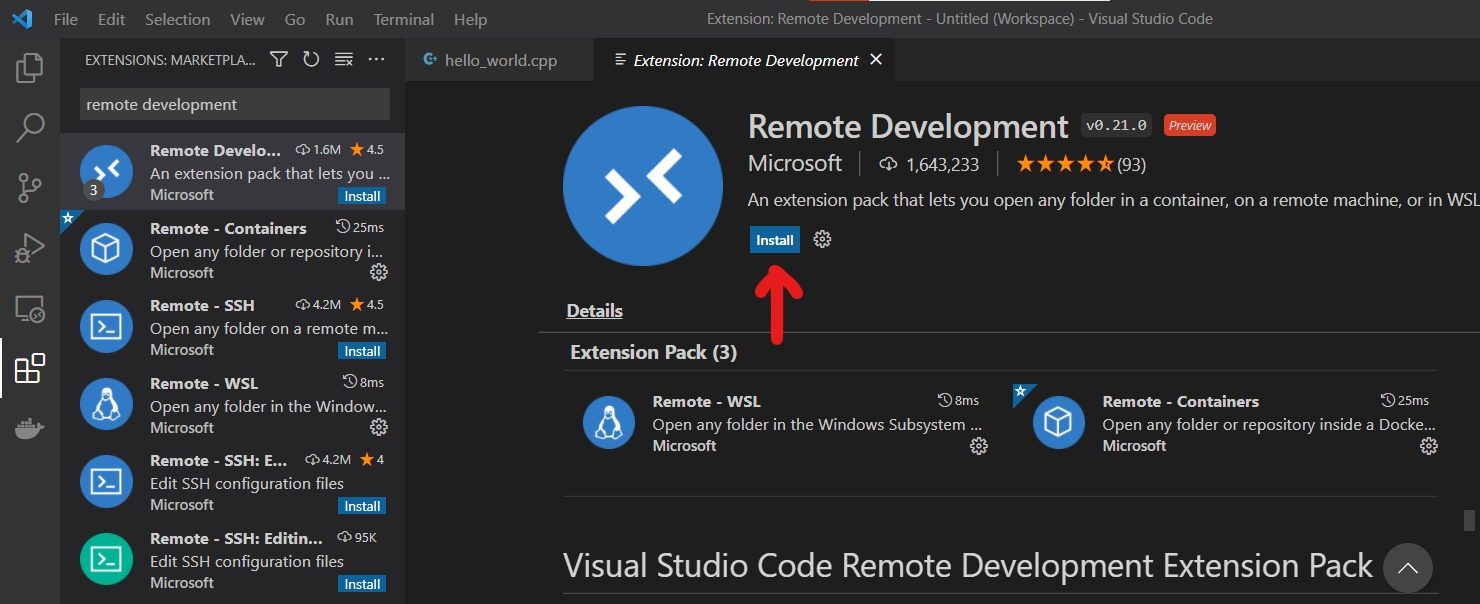 File Edit Selection View Go Run Terminal Help
Extension: Remote Development - Untitled (Workspace) - Visual Studio Code
EXTENSIONS: MARKETPLA...
remote development
Remote Develo... 1.6M 4.5
An extension pack that lets you ...
3
Microsoft Install
Remote - Containers 25ms
Open any folder or repository i...
Microsoft
Remote - SSH 4.2M 4.5
Open any folder on a remote m...
Microsoft Install
Remote - WSL 8ms
Open any folder in the Window...
Microsoft
Remote - SSH: E... 4.2M 4
Edit SSH configuration files
Microsoft Install
Remote - SSH: Editin... 95K
Edit SSH configuration files
Microsoft Install
hello_world.cpp
Extension: Remote Development
Remote Development v0.21.0 Preview
Microsoft 1,643,233 (93)
An extension pack that lets you open any folder in a container, on a remote machine, or in WSL
Install
Details
Extension Pack (3)
Remote - WSL 8ms
Open any folder in the Windows Subsystem ...
Microsoft
Remote - Containers 25ms
Open any folder or repository inside a Docke...
Microsoft
Visual Studio Code Remote Development Extension Pack